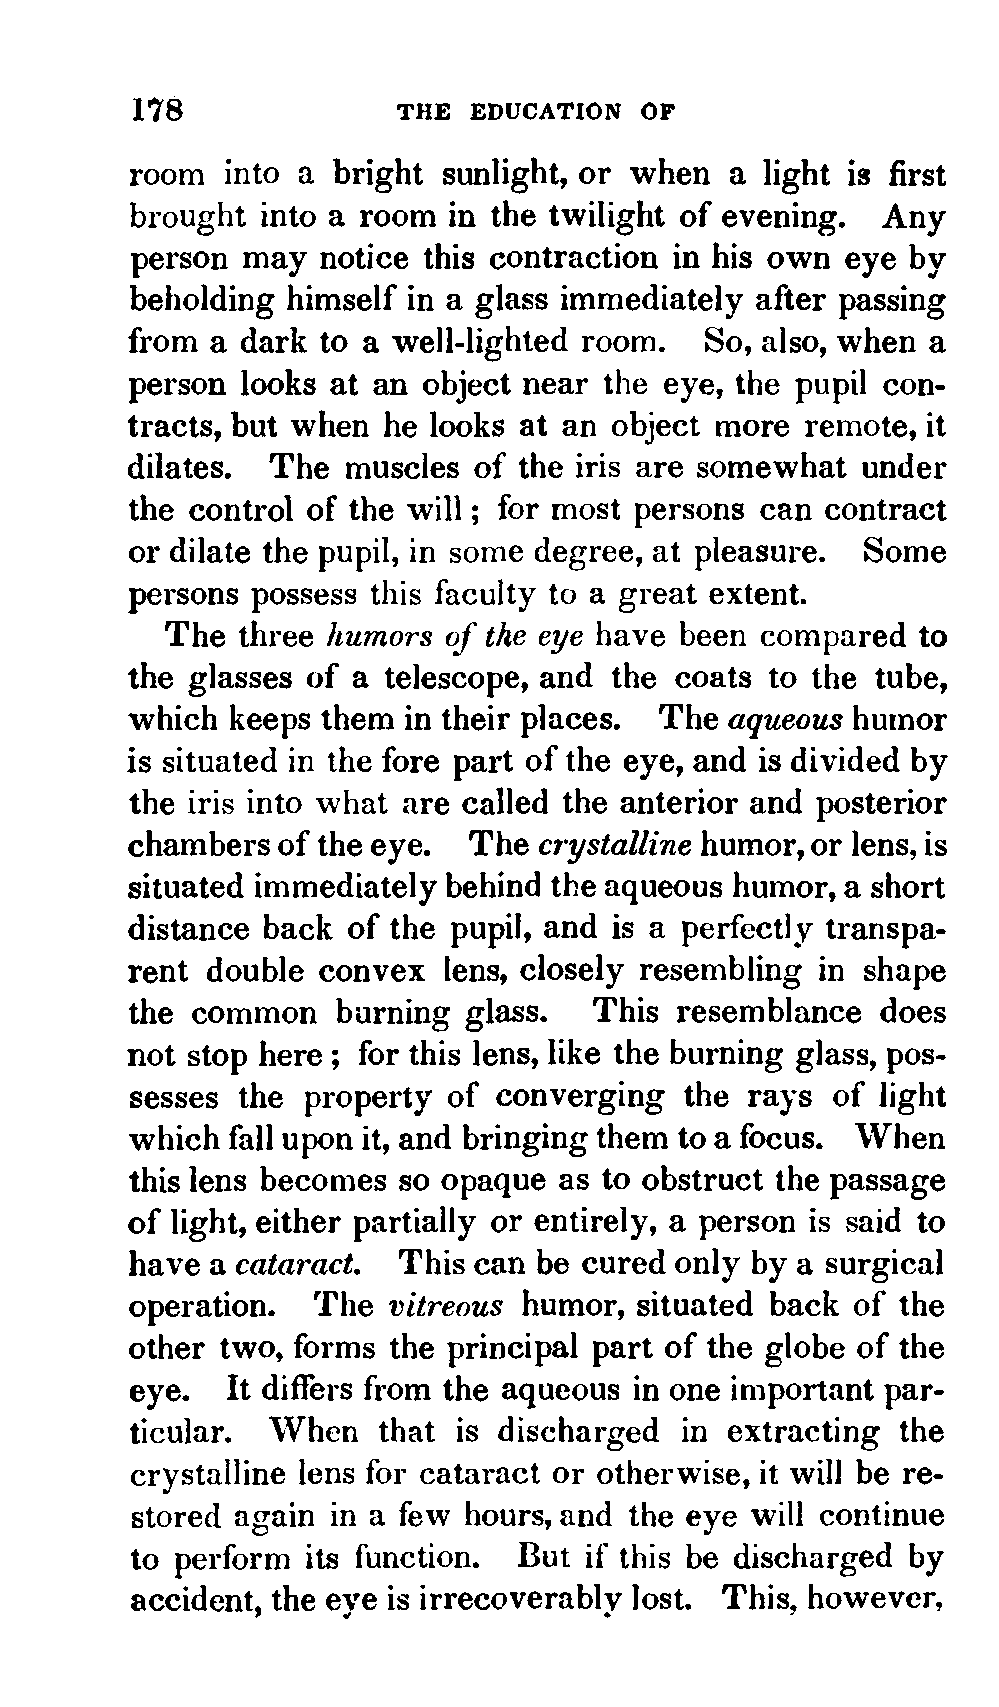 178 THE EDUCATION OF
room into a bright sunlight, or when a light is first
brought into a room in the twilight of evening. Any
person may notice this contraction in his own eye by
beholding himself in a glass immediately after passing
from a dark to a well-lighted room. So, also, when a
person looks at an object near the eye, the pupil con-
tracts, but when he looks at an object more remote, it
dilates. The muscles of the iris are somewhat under
the control of the will ; for most persons can contract
or dilate the pupil, in some degree, at pleasure. Some
persons possess this faculty to a great extent.
The three humors of the eye have been compared to
the glasses of a telescope, and the coats to the tube,
which keeps them in their places. The aqueous humor
is situated in the fore part of the eye, and is divided by
the iris into what are called the anterior and posterior
chambers of the eye. The crystalline humor, or lens, is
situated immediately behind the aqueous humor, a short
distance back of the pupil, and is a perfectly transpa-
rent double convex lens, closely resembling in shape
the common burning glass. This resemblance does
not stop here ; for this lens, like the burning glass, pos-
sesses the property of converging the rays of light
which fall upon it, and bringing them to a focus. When
this lens becomes so opaque as to obstruct the passage
of light, either partially or entirely, a person is said to
have a cataract. This can be cured only by a surgical
operation. The vitreous humor, situated back of the
other two, forms the principal part of the globe of the
eye. It differs from the aqueous in one important par-
ticular. When that is discharged in extracting the
crystalline lens for cataract or otherwise, it will be re-
stored again in a few hours, and the eye will continue
to perform its function. But if this be discharged by
accident, the eye is irrecoverably lost. This, however,